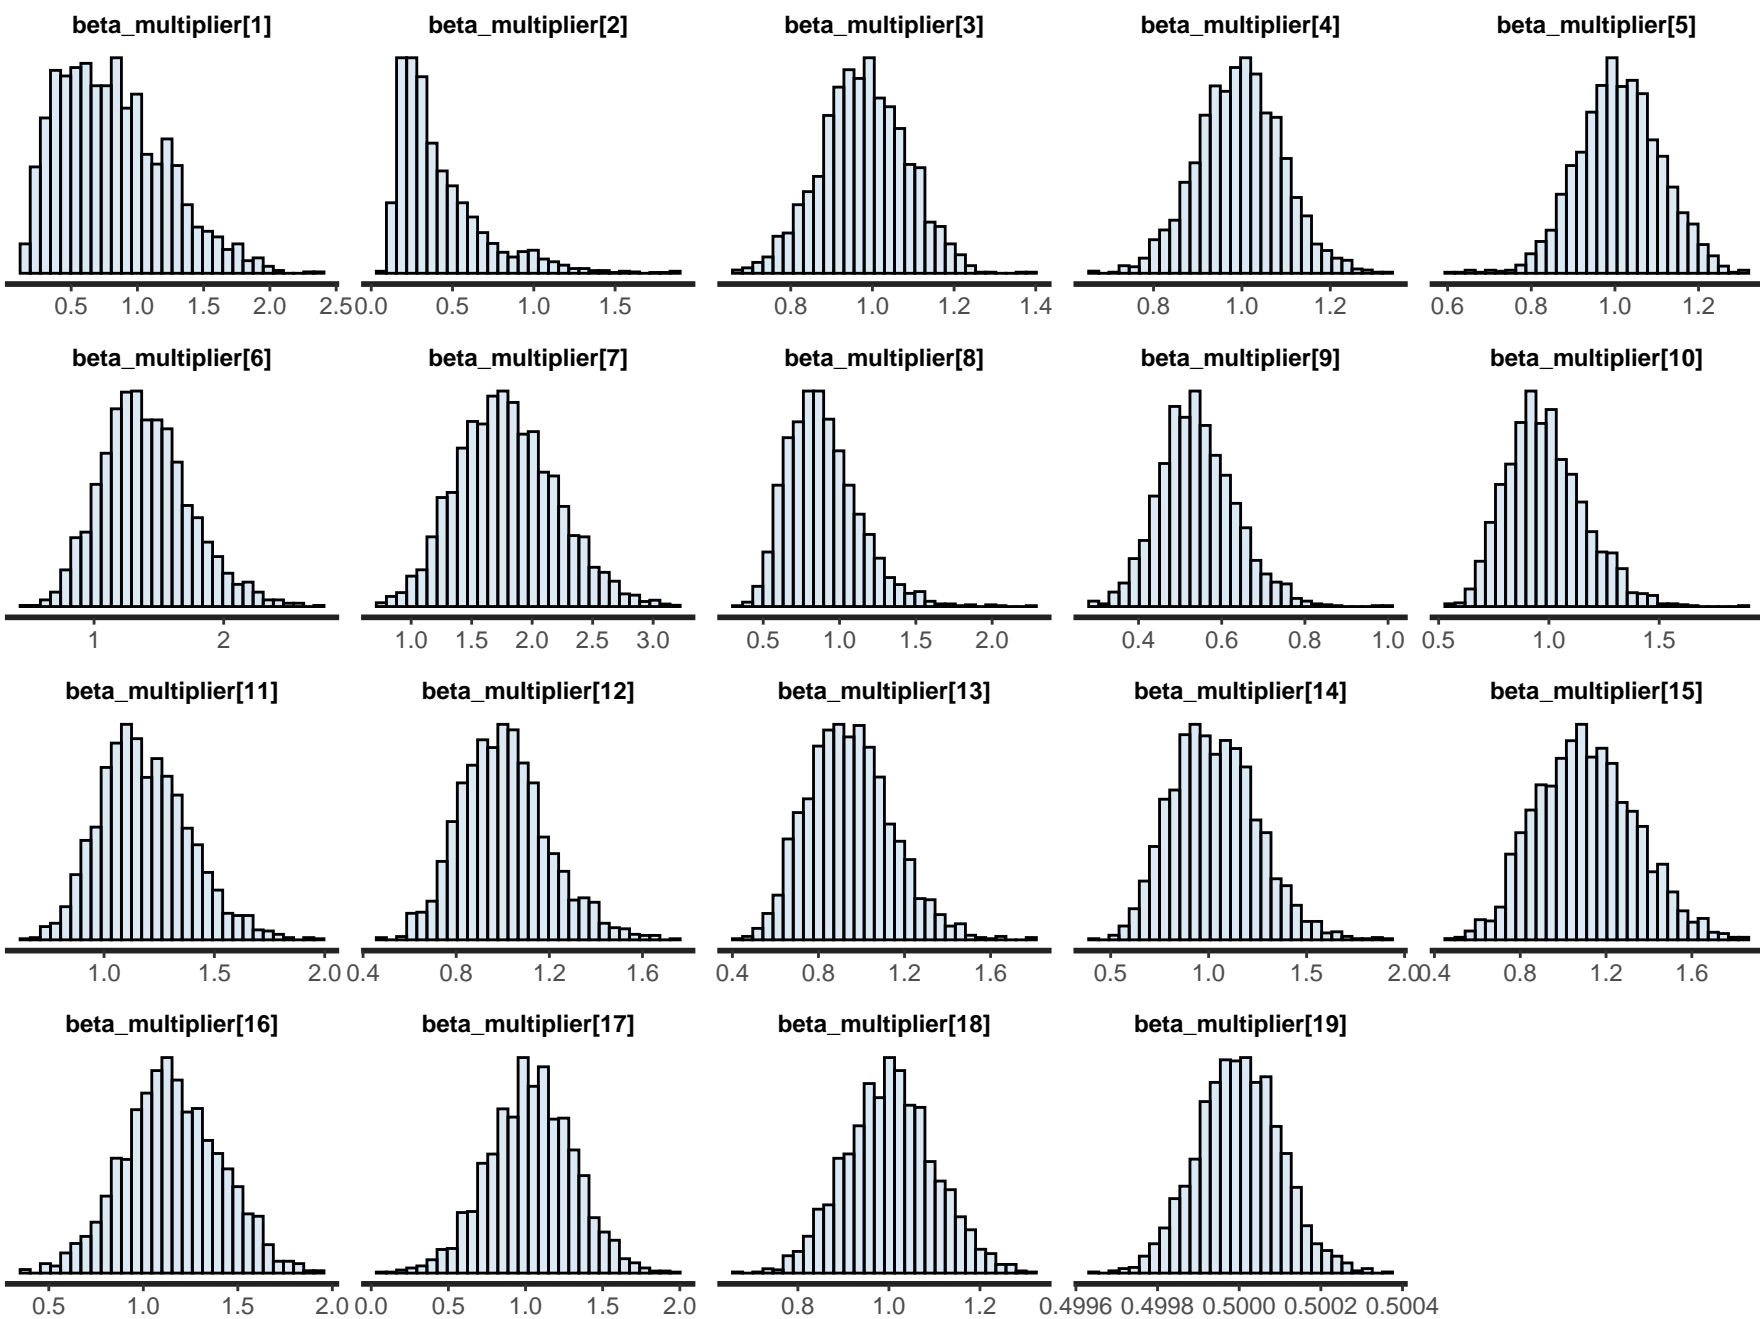 beta_multiplier[1] beta_multiplier[2] beta_multiplier[3] beta_multiplier[4] beta_multiplier[5]
0.5 1.0 1.5 2.0 2.5 0.0 0.5 1.0 1.5 0.8 1.0 1.2 1.4 0.8 1.0 1.2 0.6 0.8 1.0 1.2
beta_multiplier[6] beta_multiplier[7] beta_multiplier[8] beta_multiplier[9] beta_multiplier[10]
1 2 1.0 1.5 2.0 2.5 3.0 0.5 1.0 1.5 2.0 0.4 0.6 0.8 1.0 0.5 1.0 1.5
beta_multiplier[11] beta_multiplier[12] beta_multiplier[13] beta_multiplier[14] beta_multiplier[15]
1.0 1.5 2.0 0.4 0.8 1.2 1.6 0.4 0.8 1.2 1.6 0.5 1.0 1.5 2.0 0.4 0.8 1.2 1.6
beta_multiplier[16] beta_multiplier[17] beta_multiplier[18] beta_multiplier[19]
0.5 1.0 1.5 2.0 0.0 0.5 1.0 1.5 2.0 0.8 1.0 1.2 0.4996 0.4998 0.5000 0.5002 0.5004